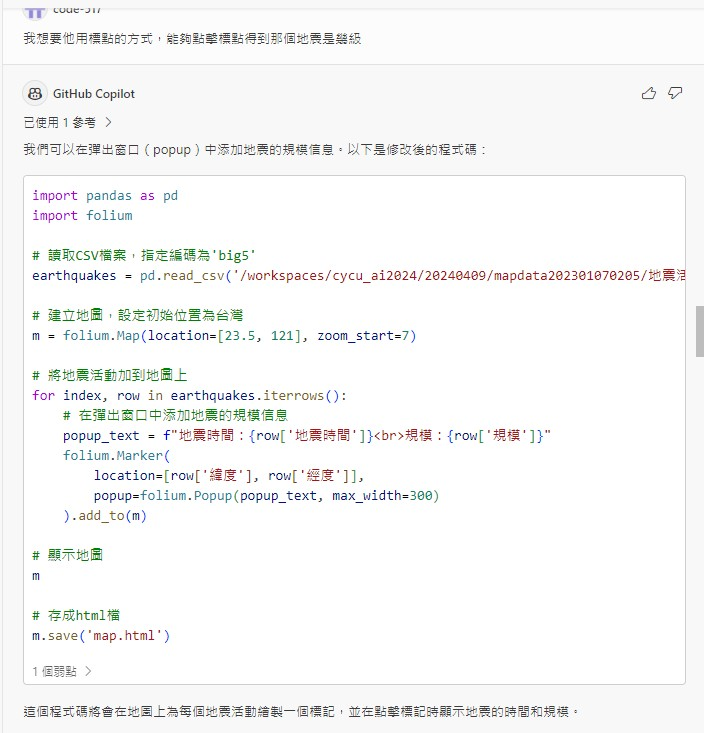 code-517
我想要他用標點的方式，能夠點擊標點得到那個地震是幾級
GitHub Copilot
已使用 1 參考
我們可以在彈出窗口（popup）中添加地震的規模信息。以下是修改後的程式碼：
import pandas as pd
import folium
# 讀取CSV檔案，指定編碼為'big5'
earthquakes = pd.read_csv('/workspaces/cycu_ai2024/20240409/mapdata202301070205/地震活
# 建立地圖，設定初始位置為台灣
m = folium.Map(location=[23.5, 121], zoom_start=7)
# 將地震活動加到地圖上
for index, row in earthquakes.iterrows():
    # 在彈出窗口中添加地震的規模信息
    popup_text = f"地震時間：{row['地震時間']}<br>規模：{row['規模']}"
    folium.Marker(
        location=[row['緯度'], row['經度']],
        popup=folium.Popup(popup_text, max_width=300)
    ).add_to(m)
# 顯示地圖
m
# 存成html檔
m.save('map.html')
1 個弱點
這個程式碼將會在地圖上為每個地震活動繪製一個標記，並在點擊標記時顯示地震的時間和規模。